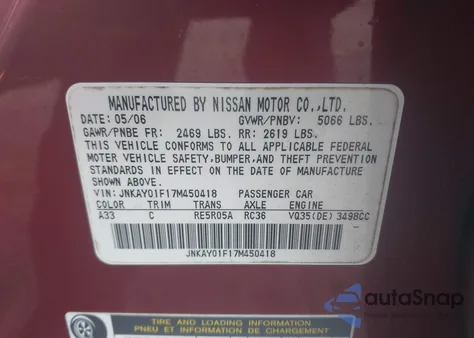 MANUFACTURED BY NISSAN MOTOR CO.,LTD.
DATE: 05/06 GVWR/PNBV: 5066 LBS.
GAWR/PNBE FR: 2469 LBS. RR: 2619 LBS.
THIS VEHICLE CONFORMS TO ALL APPLICABLE FEDERAL
MOTOR VEHICLE SAFETY,BUMPER,AND THEFT PREVENTION
STANDARDS IN EFFECT ON THE DATE OF MANUFACTURE
SHOWN ABOVE.
JNKAY01F17M450418 PASSENGER CAR
COLOR TRIM TRANS AXLE ENGINE
A33 C RE5R05A RC36 VQ35(DE) 3498CC
JNKAY01F17M450418
autoSnap
TIRE AND LOADING INFORMATION
PNEU ET INFORMATION DE CHARGEMENT